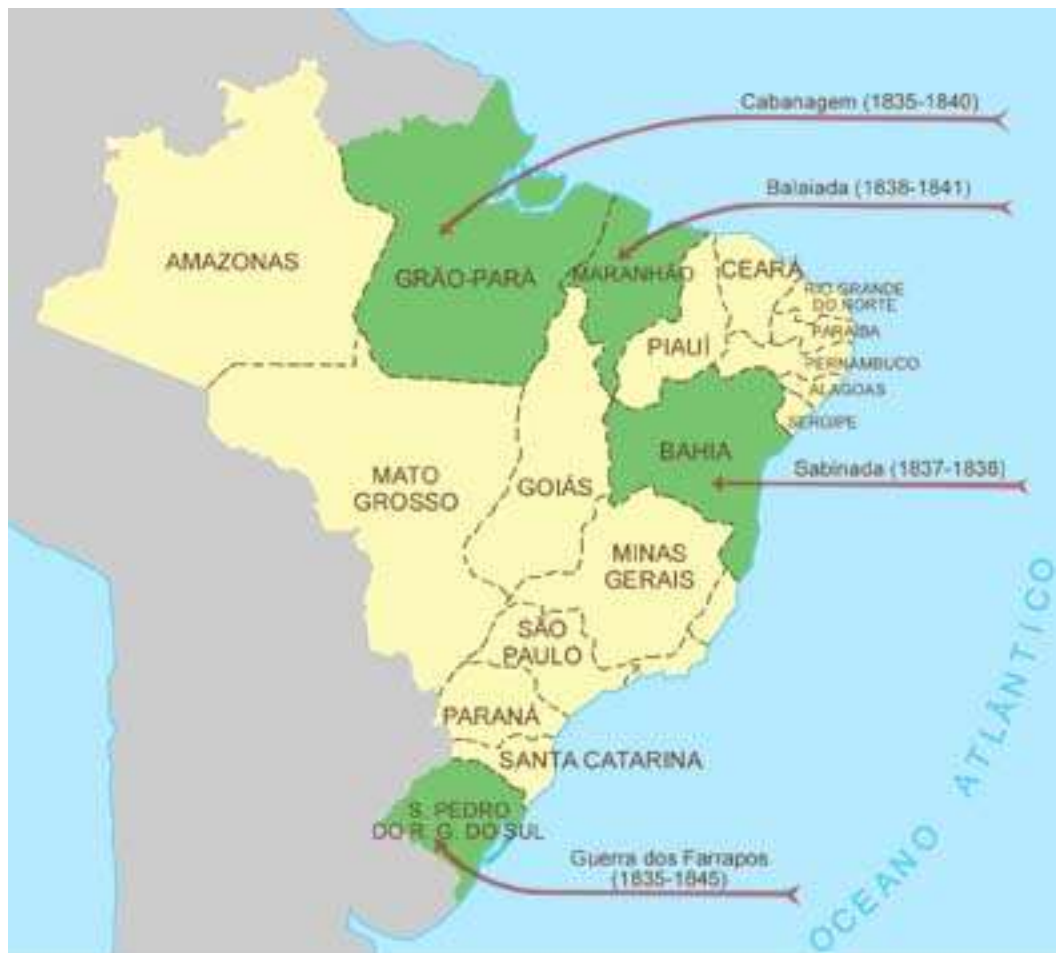 Cabanagem (1835-1840)
Balaiada (1838-1841)
AMAZONAS
GRÃO-PARÁ
MARANHÃO
CEARÁ
RIO GRANDE
DO NORTE
PARAÍBA
PIAUÍ
PERNAMBUCO
ALAGOAS
SERGIPE
BAHIA
Sabinada (1837-1838)
MATO
GROSSO
GOIÁS
MINAS
GERAIS
SÃO
PAULO
PARANÁ
SANTA CATARINA
S. PEDRO
DO R. G. DO SUL
Guerra dos Farrapos
(1835-1845)
OCEANO ATLÂNTICO